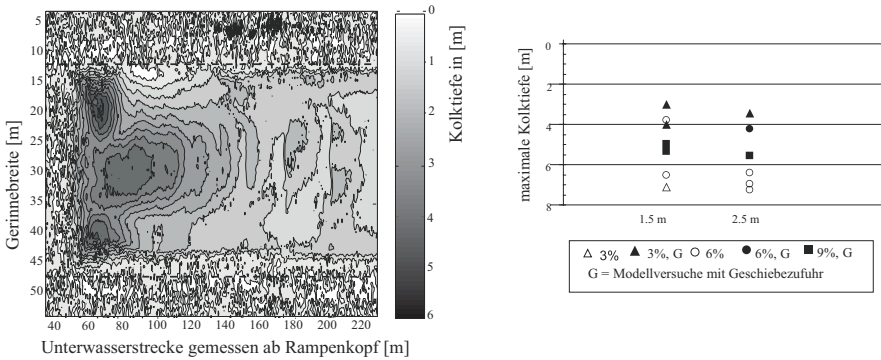 5
10
15
20
25
30
35
40
45
50
Gerinnebreite [m]
40 60 80 100 120 140 160 180 200 220
Unterwasserstrecke gemessen ab Rampenkopf [m]
0
1
2
3
4
5
6
Kolktiefe in [m]
0
2
4
6
8
maximale Kolktiefe [m]
1.5 m 2.5 m
3% 3%, G 6% 6%, G 9%, G
G = Modellversuche mit Geschiebezufuhr